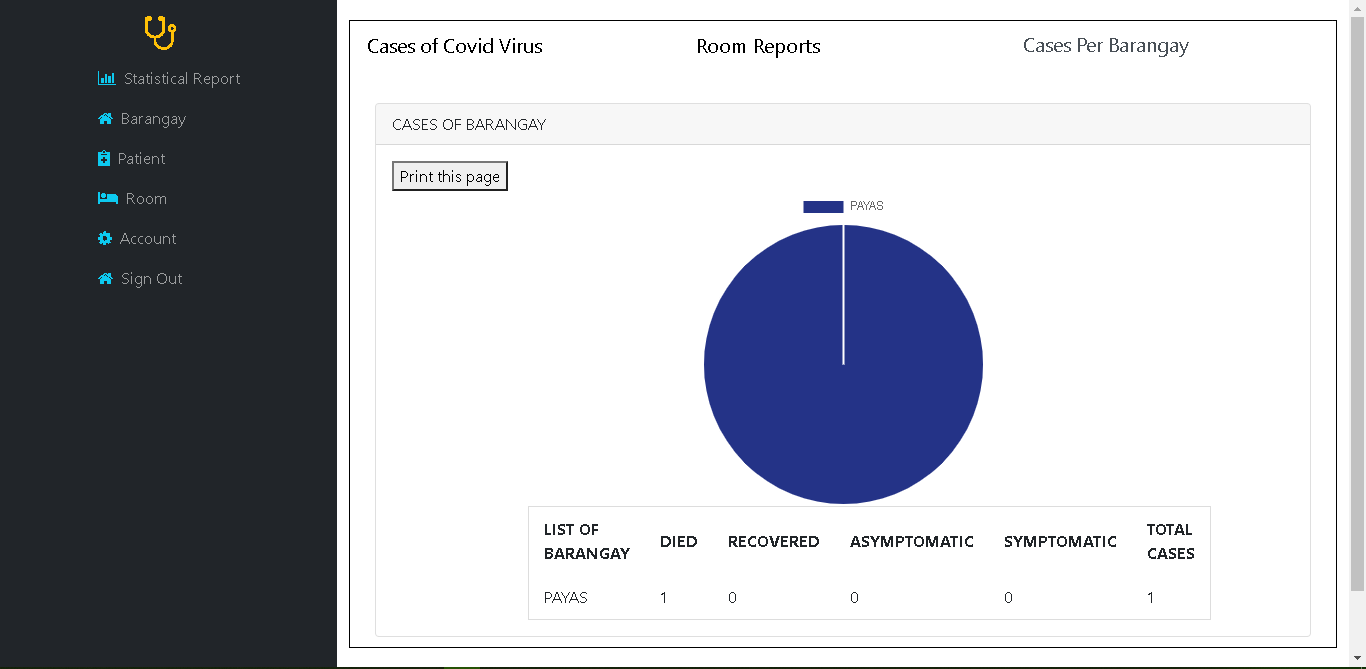 Statistical Report
Barangay
Patient
Room
Account
Sign Out
Cases of Covid Virus
Room Reports
Cases Per Barangay
CASES OF BARANGAY
Print this page
PAYAS
LIST OF BARANGAY DIED RECOVERED ASYMPTOMATIC SYMPTOMATIC TOTAL CASES
PAYAS 1 0 0 0 1